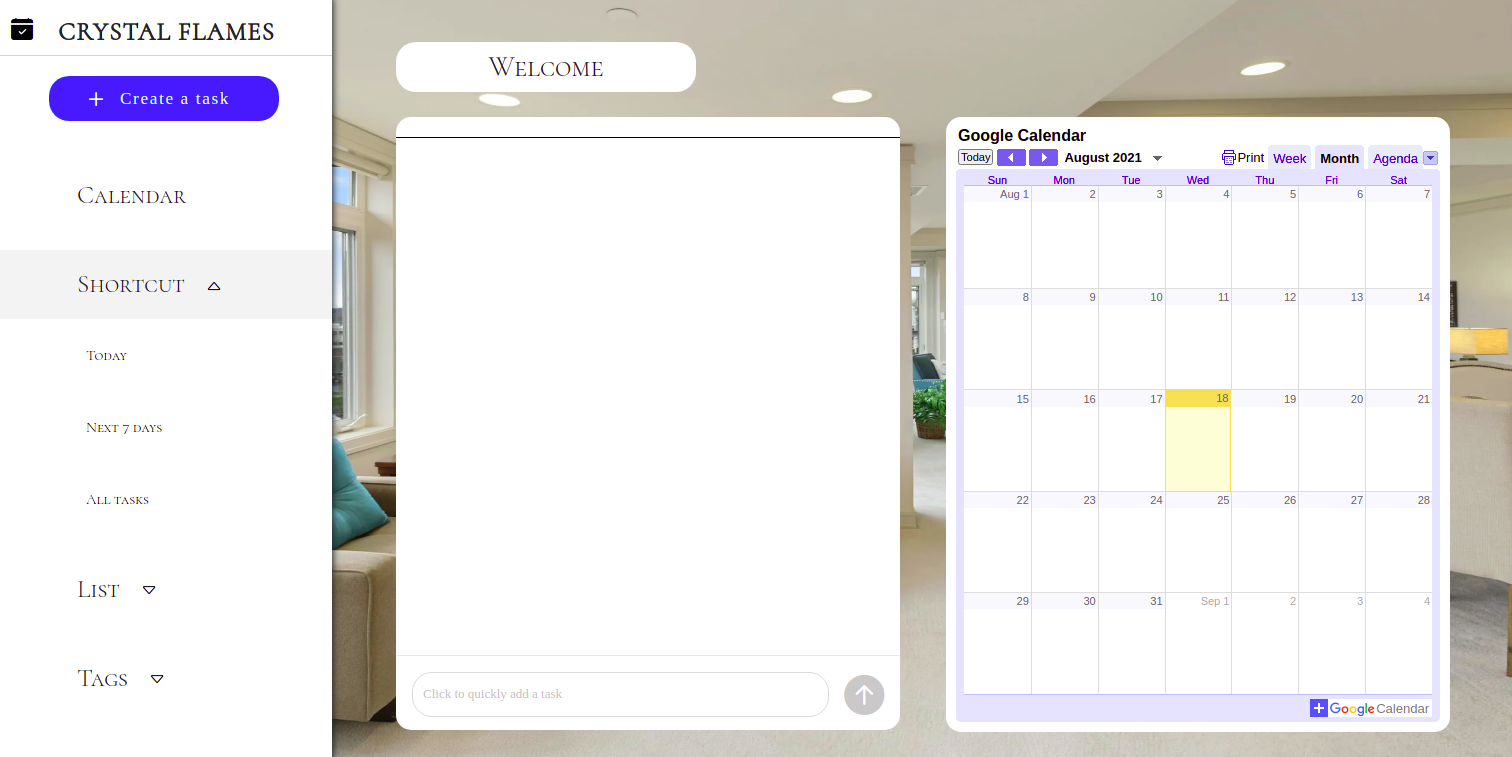 CRYSTAL FLAMES
Create a task
Calendar
Shortcut
Today
Next 7 days
All tasks
List
Tags
Welcome
Click to quickly add a task
Google Calendar
Today August 2021 Print Week Month Agenda
Sun Mon Tue Wed Thu Fri Sat
Aug 1 2 3 4 5 6 7
8 9 10 11 12 13 14
15 16 17 18 19 20 21
22 23 24 25 26 27 28
29 30 31 Sep 1 2 3 4
Google Calendar